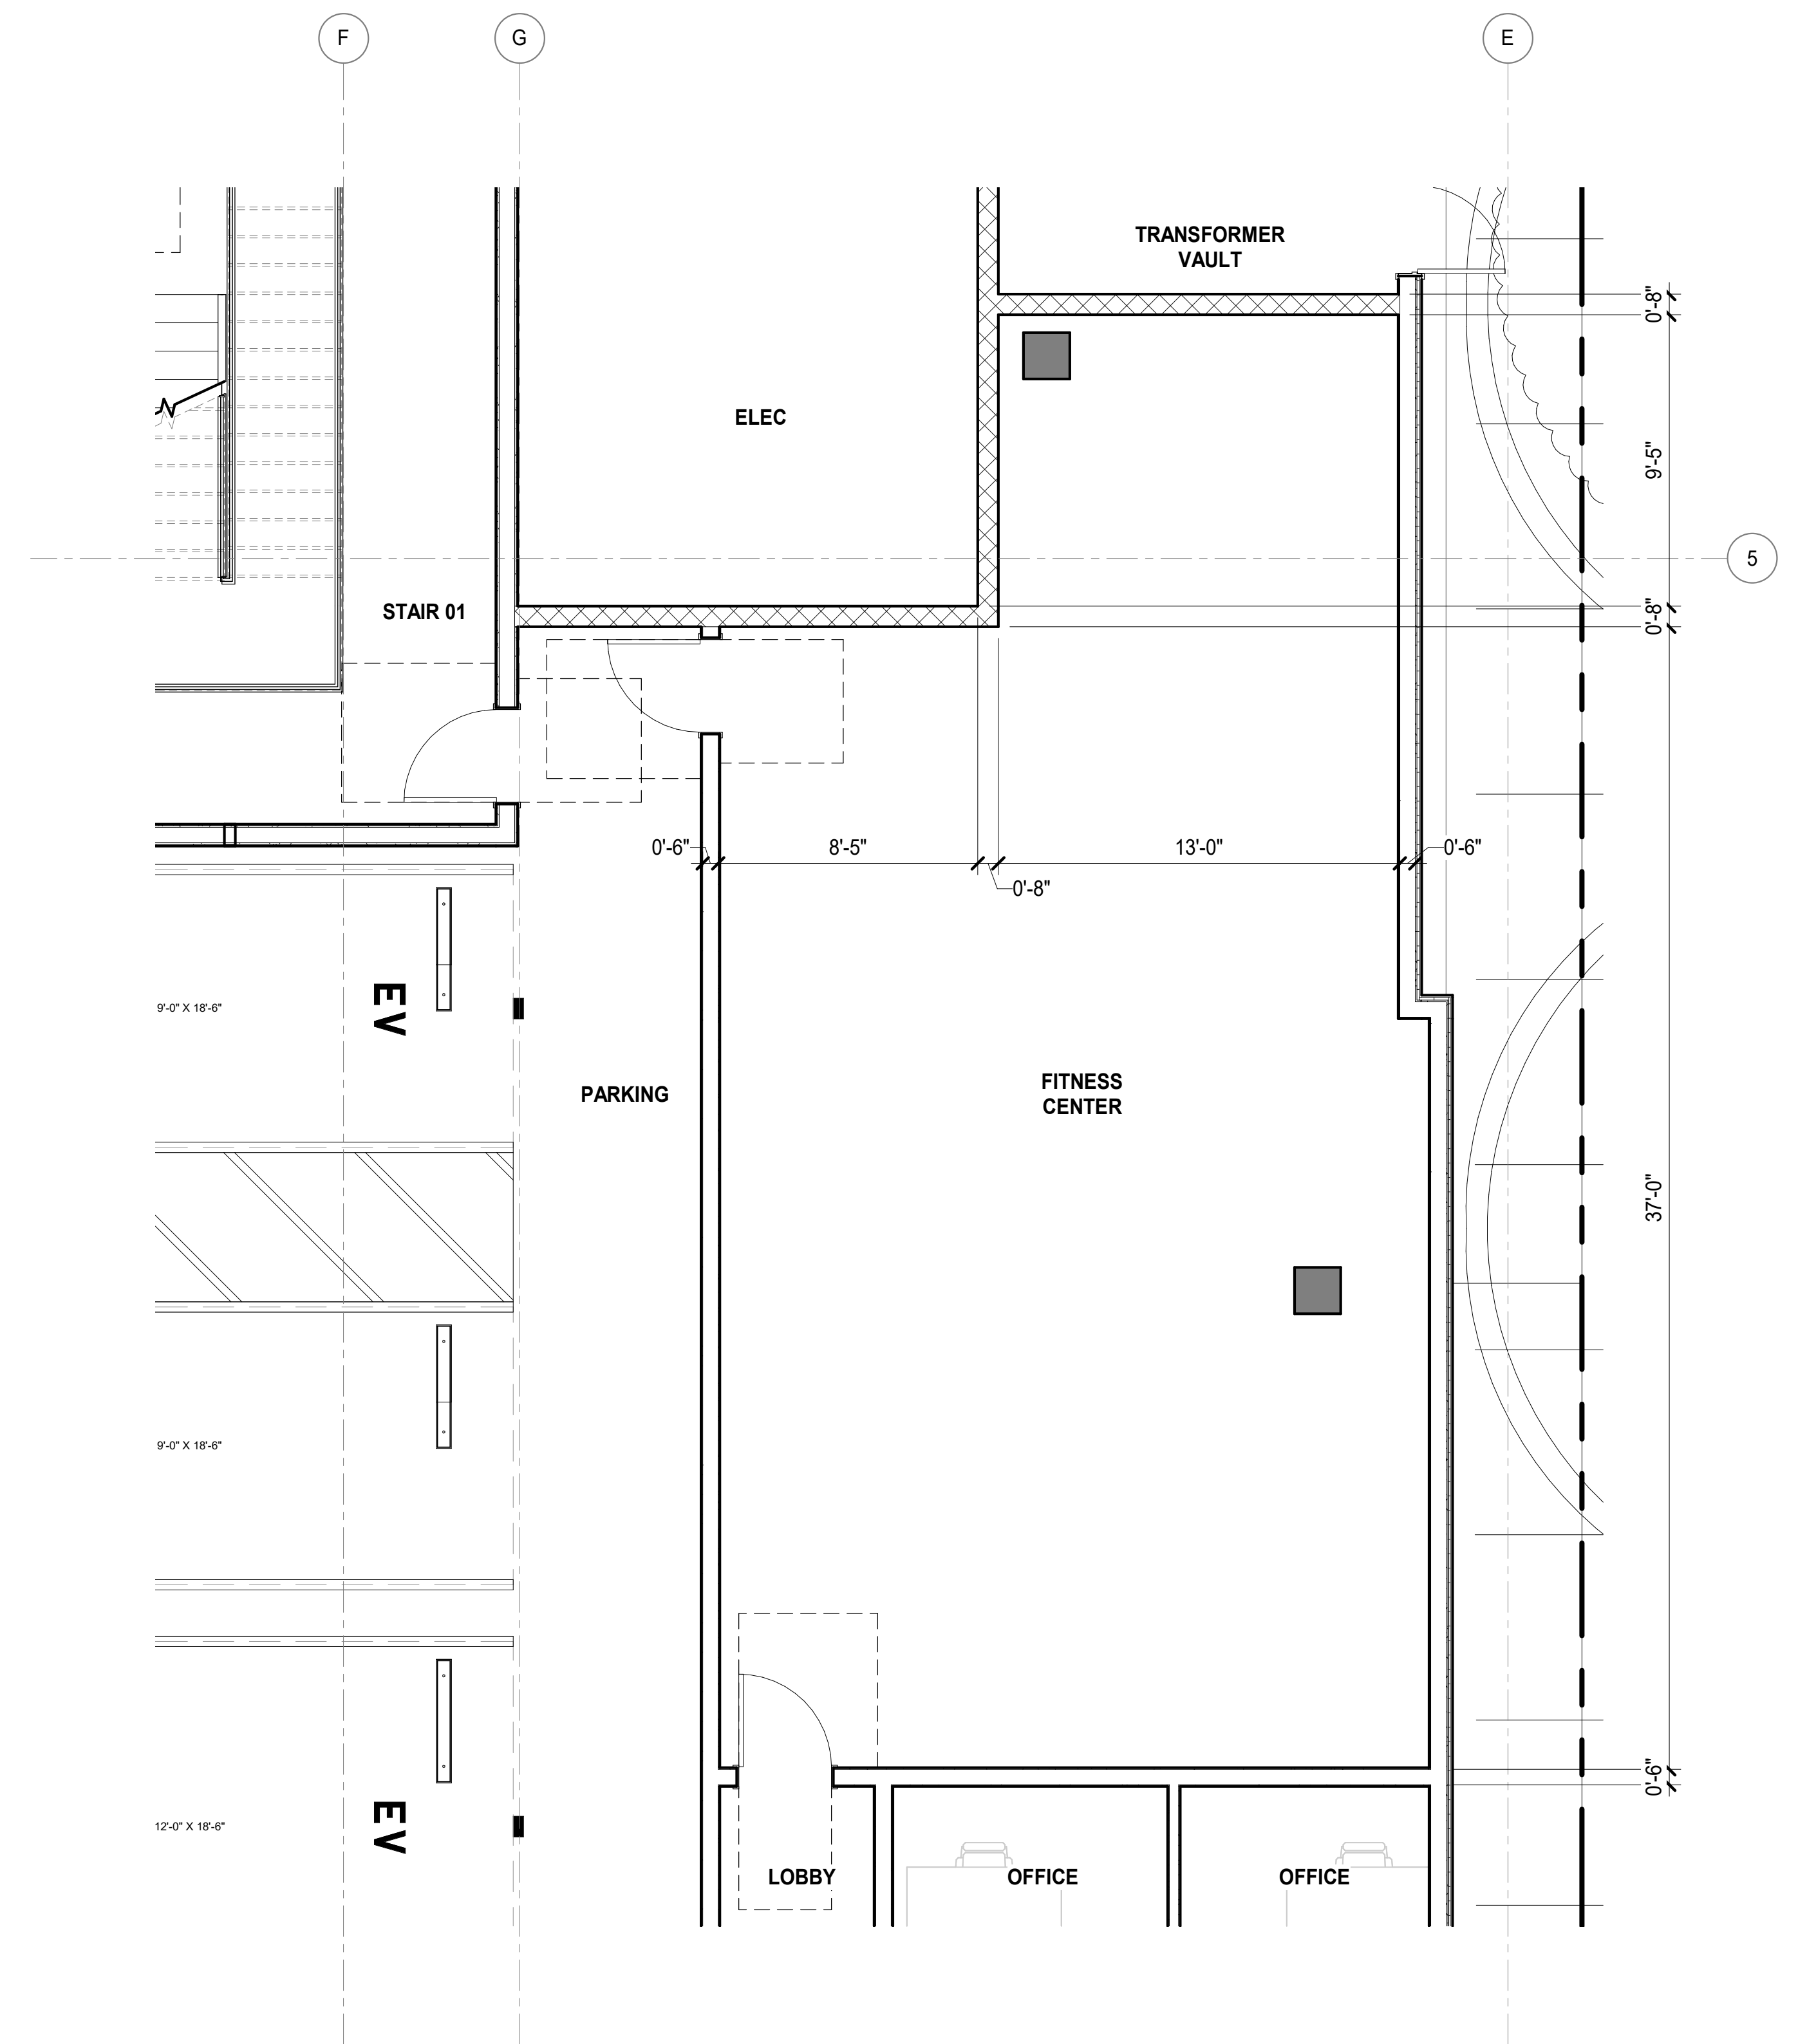 F
G
E
TRANSFORMER
VAULT
0'-8"
ELEC
9'-5"
5
STAIR 01
0'-8"
0'-6"
8'-5"
13'-0"
0'-6"
0'-8"
EV
9'-0" X 18'-6"
PARKING
FITNESS
CENTER
37'-0"
9'-0" X 18'-6"
0'-6"
EV
12'-0" X 18'-6"
LOBBY
OFFICE
OFFICE